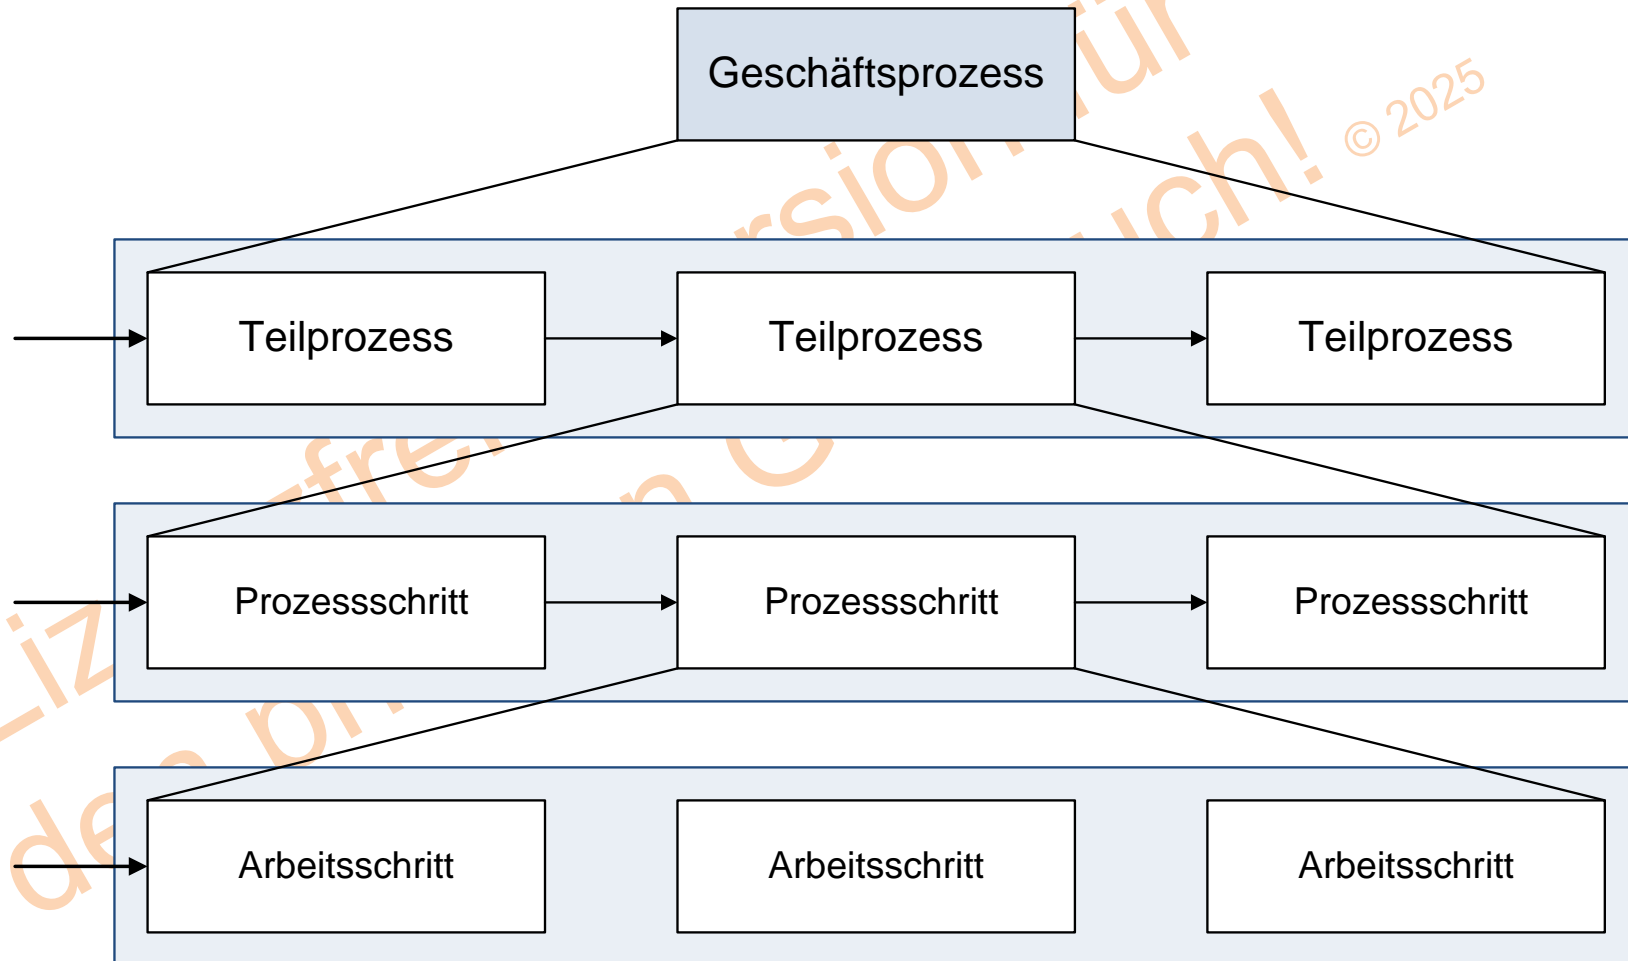 Geschäftsprozess
© 2025
Teilprozess
Teilprozess
Teilprozess
Prozessschritt
Prozessschritt
Prozessschritt
Arbeitsschritt
Arbeitsschritt
Arbeitsschritt